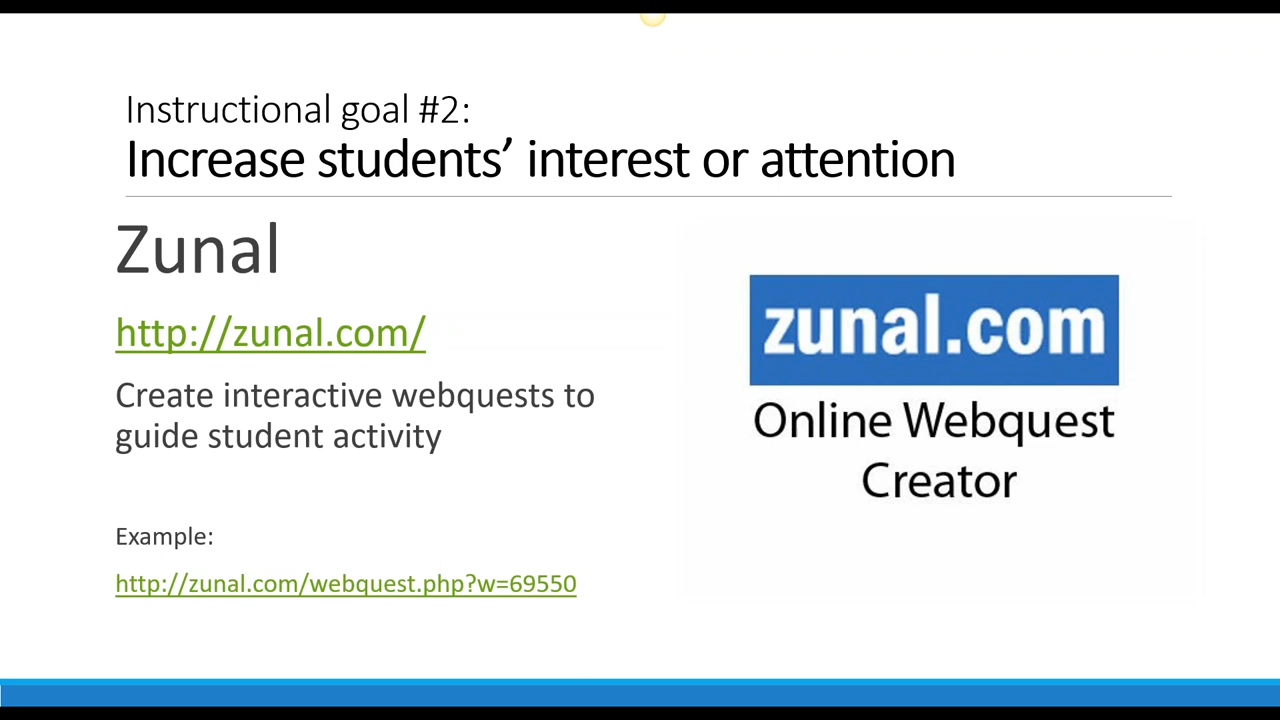 Instructional goal #2:
Increase students’ interest or attention
Zunal
http://zunal.com/
Create interactive webquests to
guide student activity
Example:
http://zunal.com/webquest.php?w=69550
zunal.com
Online Webquest
Creator